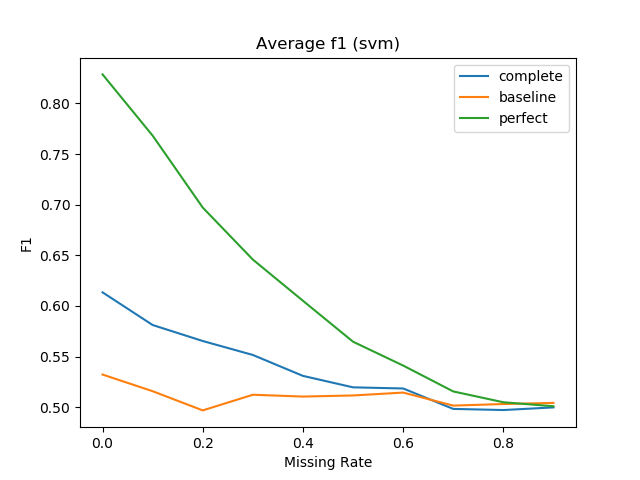 Average f1 (svm)
complete
baseline
perfect
0.80
0.75
0.70
0.65
0.60
0.55
0.50
F1
0.0 0.2 0.4 0.6 0.8
Missing Rate